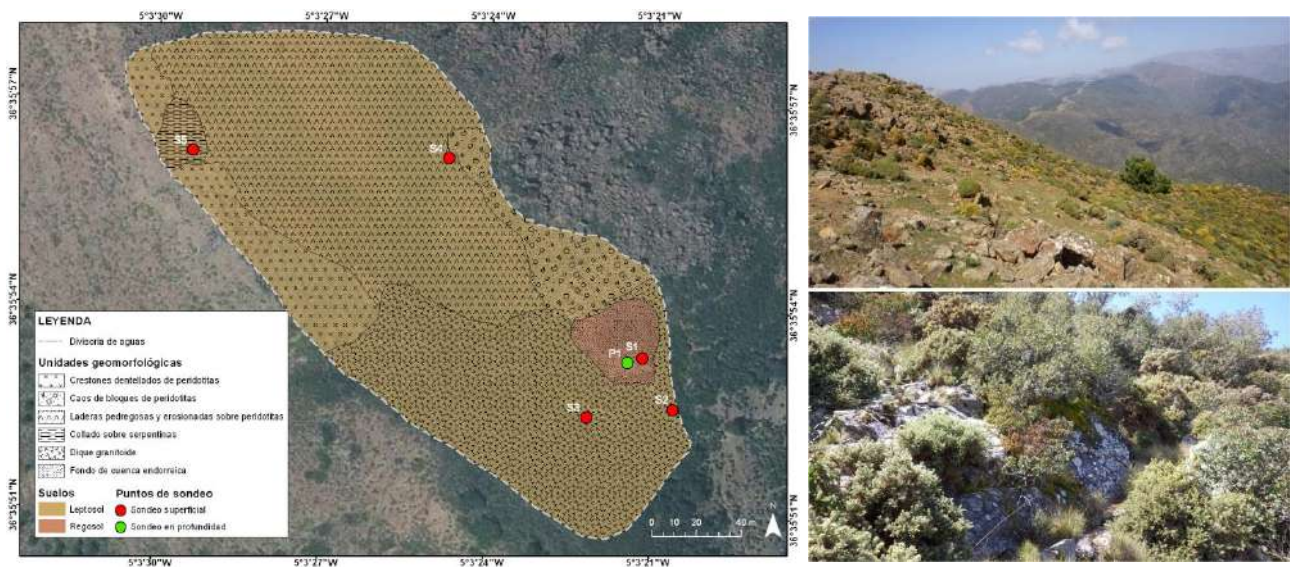 5°3'30"W 5°3'27"W 5°3'24"W 5°3'21"W
36°35'57"N
36°35'57"N
S5
S4
36°35'54"N
36°35'54"N
LEYENDA
Divisoria de aguas
Unidades geomorfológicas
Crestones dentellados de peridotitas
Caos de bloques de peridotitas
Laderas pedregosas y erosionadas sobre peridotitas
Collado sobre serpentinas
Dique granitoide
Fondo de cuenca endorreica
Suelos Puntos de sondeo
Leptosol Sondeo superficial
Regosol Sondeo en profundidad
P1 S1
S3 S2
36°35'51"N
36°35'51"N
0 10 20 40 m
N
5°3'30"W 5°3'27"W 5°3'24"W 5°3'21"W